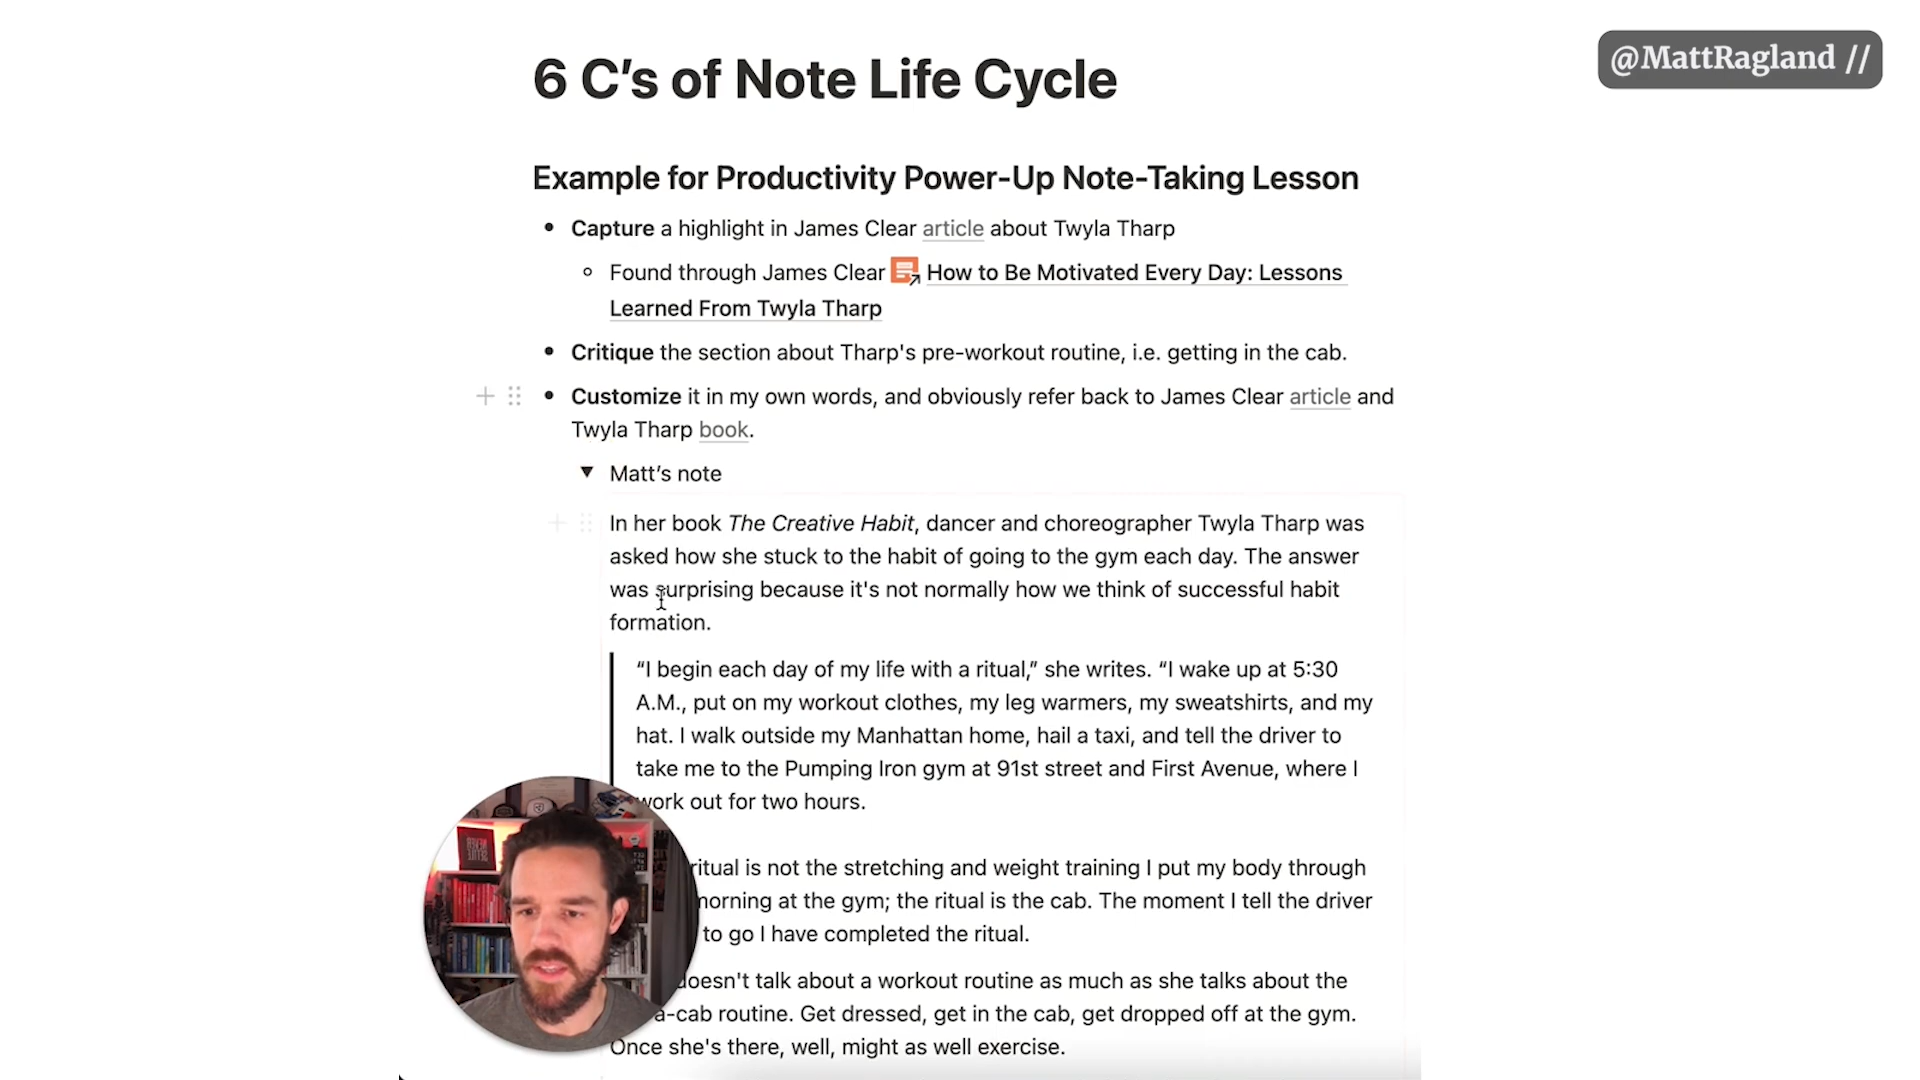 @MattRagland //
6 C's of Note Life Cycle
Example for Productivity Power-Up Note-Taking Lesson
Capture a highlight in James Clear article about Twyla Tharp
Found through James Clear How to Be Motivated Every Day: Lessons
Learned From Twyla Tharp
Critique the section about Tharp's pre-workout routine, i.e. getting in the cab.
Customize it in my own words, and obviously refer back to James Clear article and
Twyla Tharp book.
Matt's note
In her book The Creative Habit, dancer and choreographer Twyla Tharp was
asked how she stuck to the habit of going to the gym each day. The answer
was surprising because it's not normally how we think of successful habit
formation.
“I begin each day of my life with a ritual,” she writes. “I wake up at 5:30
A.M., put on my workout clothes, my leg warmers, my sweatshirts, and my
hat. I walk outside my Manhattan home, hail a taxi, and tell the driver to
take me to the Pumping Iron gym at 91st street and First Avenue, where I
work out for two hours.
ritual is not the stretching and weight training I put my body through
morning at the gym; the ritual is the cab. The moment I tell the driver
to go I have completed the ritual.
doesn't talk about a workout routine as much as she talks about the
a-cab routine. Get dressed, get in the cab, get dropped off at the gym.
Once she's there, well, might as well exercise.